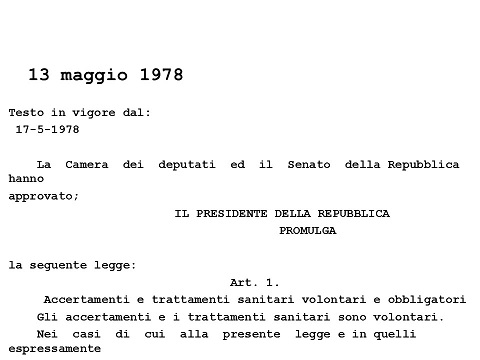 13 maggio 1978
Testo in vigore dal:
17-5-1978
La Camera dei deputati ed il Senato della Repubblica
hanno
approvato;
IL PRESIDENTE DELLA REPUBBLICA
PROMULGA
la seguente legge:
Art. 1.
Accertamenti e trattamenti sanitari volontari e obbligatori
Gli accertamenti e i trattamenti sanitari sono volontari.
Nei casi di cui alla presente legge e in quelli
espressamente